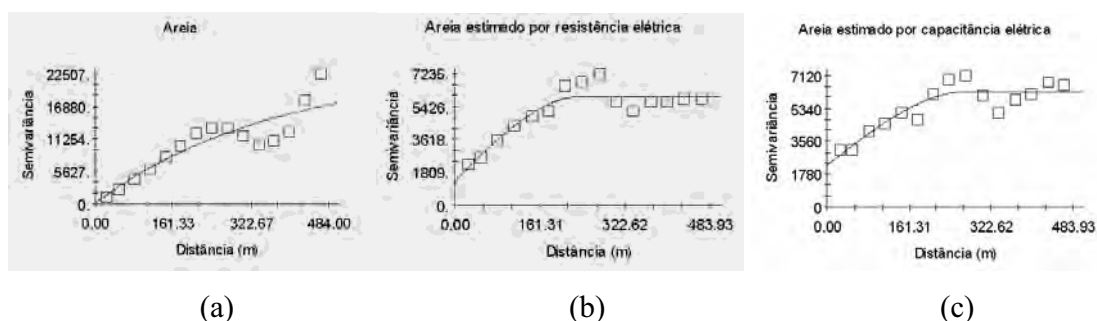 Areia
Semivariância
22507.
16880.
11254.
5627.
0.
0.00
161.33
322.67
484.00
Distância (m)
(a)
Areia estimado por resistência elétrica
Semivariância
7235.
5426.
3618.
1809.
0.
0.00
161.31
322.62
483.93
Distância (m)
(b)
Areia estimado por capacitância elétrica
Semivariância
7120
5340
3560
1780
0
0.00
161.31
322.62
483.93
Distância (m)
(c)